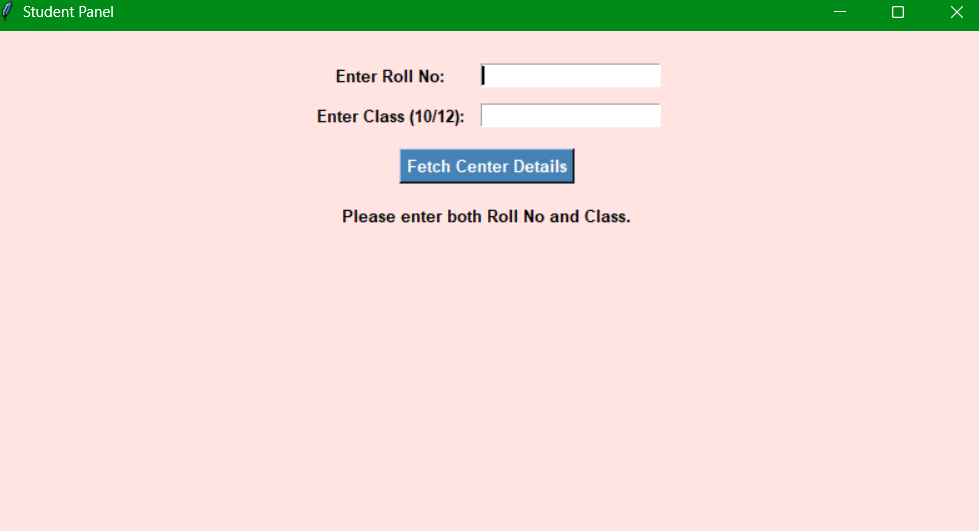 Student Panel
Enter Roll No:
Enter Class (10/12):
Fetch Center Details
Please enter both Roll No and Class.